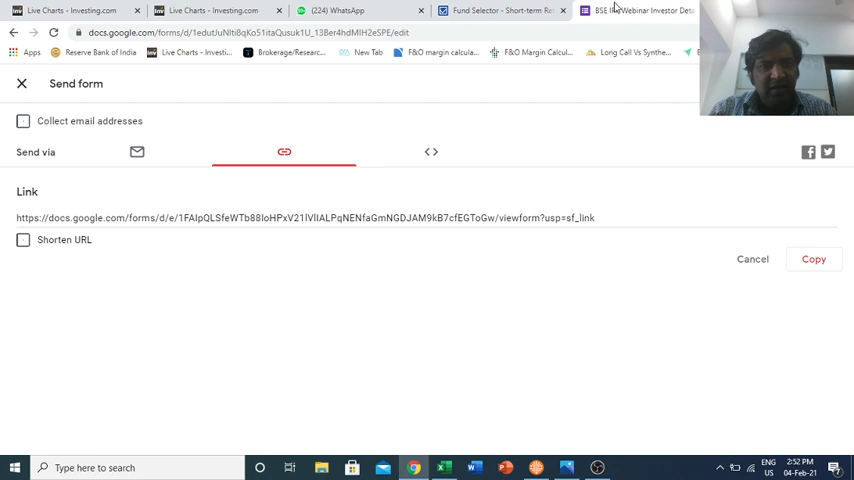 Live Charts - Investing.com
Live Charts - Investing.com
(224) WhatsApp
Fund Selector - Short-term Re
BSE Webinar Investor Deta
docs.google.com/forms/d/
/edit
Apps
Reserve Bank of India
Live Charts - Investi...
Brokerage/Researc...
New Tab
F&O margin calcula...
F&O Margin Calcul...
Long Call Vs Synthe...
Send form
Collect email addresses
Send via
Link
https://docs.google.com/forms/d/e/
/viewform?usp=sf_link
Shorten URL
Cancel
Copy
Type here to search
ENG
US
2:52 PM
04-Feb-21
7